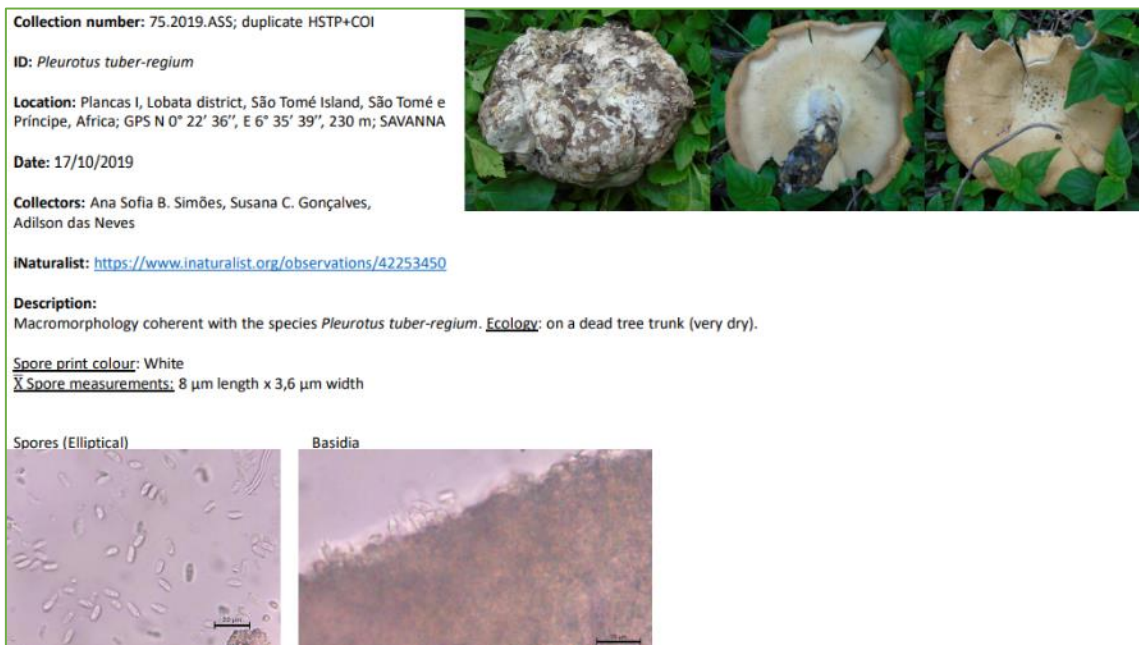 Collection number: 75.2019.ASS; duplicate HSTP+COI
ID: Pleurotus tuber-regium
Location: Plancas I, Lobata district, São Tomé Island, São Tomé e
Príncipe, Africa; GPS N 0° 22’ 36’’, E 6° 35’ 39’’, 230 m; SAVANNA
Date: 17/10/2019
Collectors: Ana Sofia B. Simões, Susana C. Gonçalves,
Adilson das Neves
iNaturalist: https://www.inaturalist.org/observations/42253450
Description:
Macromorphology coherent with the species Pleurotus tuber-regium. Ecology: on a dead tree trunk (very dry).
Spore print colour: White
X̅ Spore measurements: 8 µm length x 3,6 µm width
Spores (Elliptical) Basidia